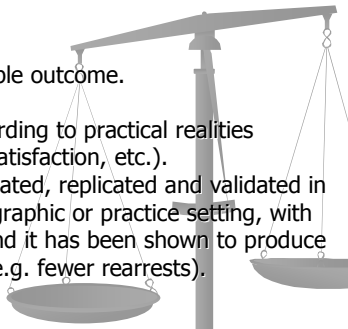 ble outcome.
rding to practical realities
atisfaction, etc.).
ated, replicated and validated in
graphic or practice setting, with
nd it has been shown to produce
e.g. fewer rearrests).